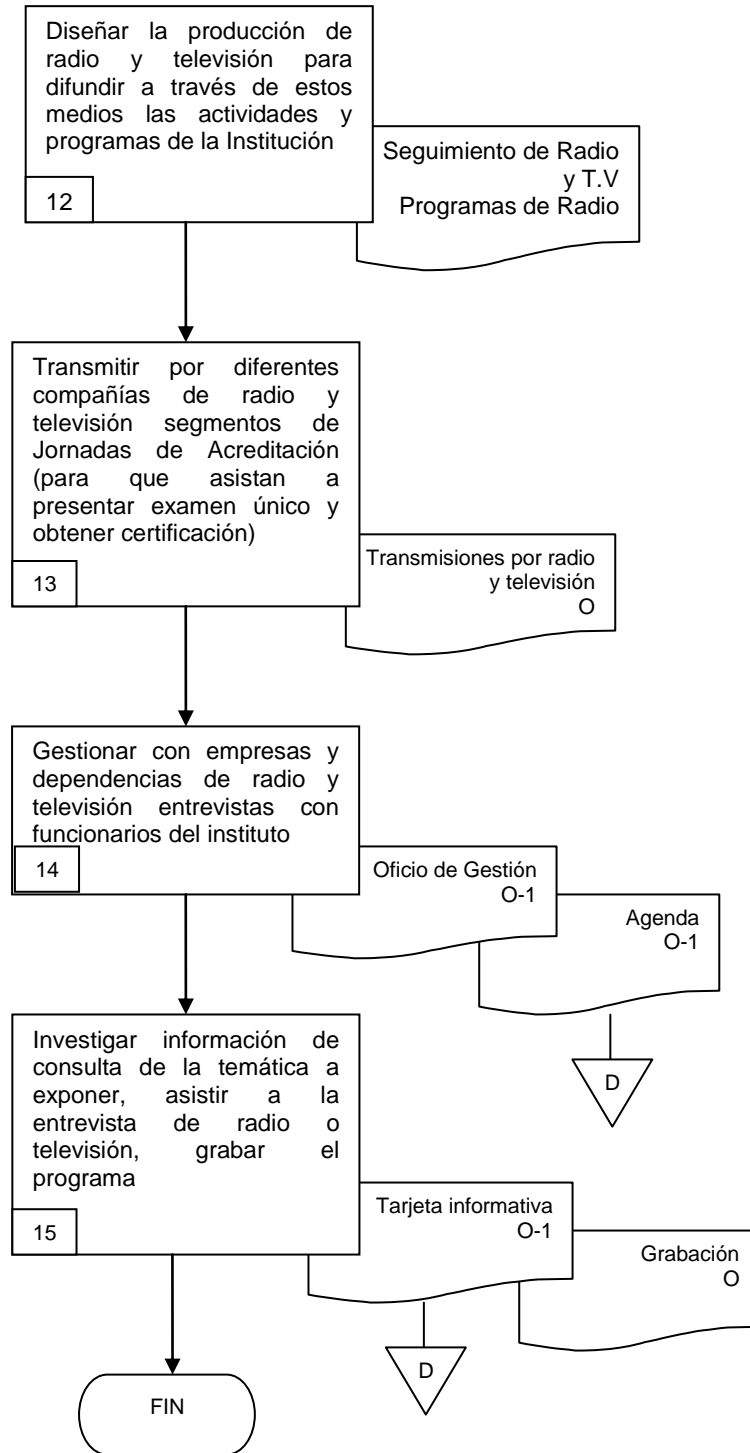 Diseñar la producción de
radio y televisión para
difundir a través de estos
medios las actividades y
programas de la Institución
12
Seguimiento de Radio
y T.V
Programas de Radio
Transmitir por diferentes
compañías de radio y
televisión segmentos de
Jornadas de Acreditación
(para que asistan a
presentar examen único y
obtener certificación)
13
Transmisiones por radio
y televisión
O
Gestionar con empresas y
dependencias de radio y
televisión entrevistas con
funcionarios del instituto
14
Oficio de Gestión
O-1
Agenda
O-1
D
Investigar información de
consulta de la temática a
exponer, asistir a la
entrevista de radio o
televisión, grabar el
programa
15
Tarjeta informativa
O-1
Grabación
O
D
FIN